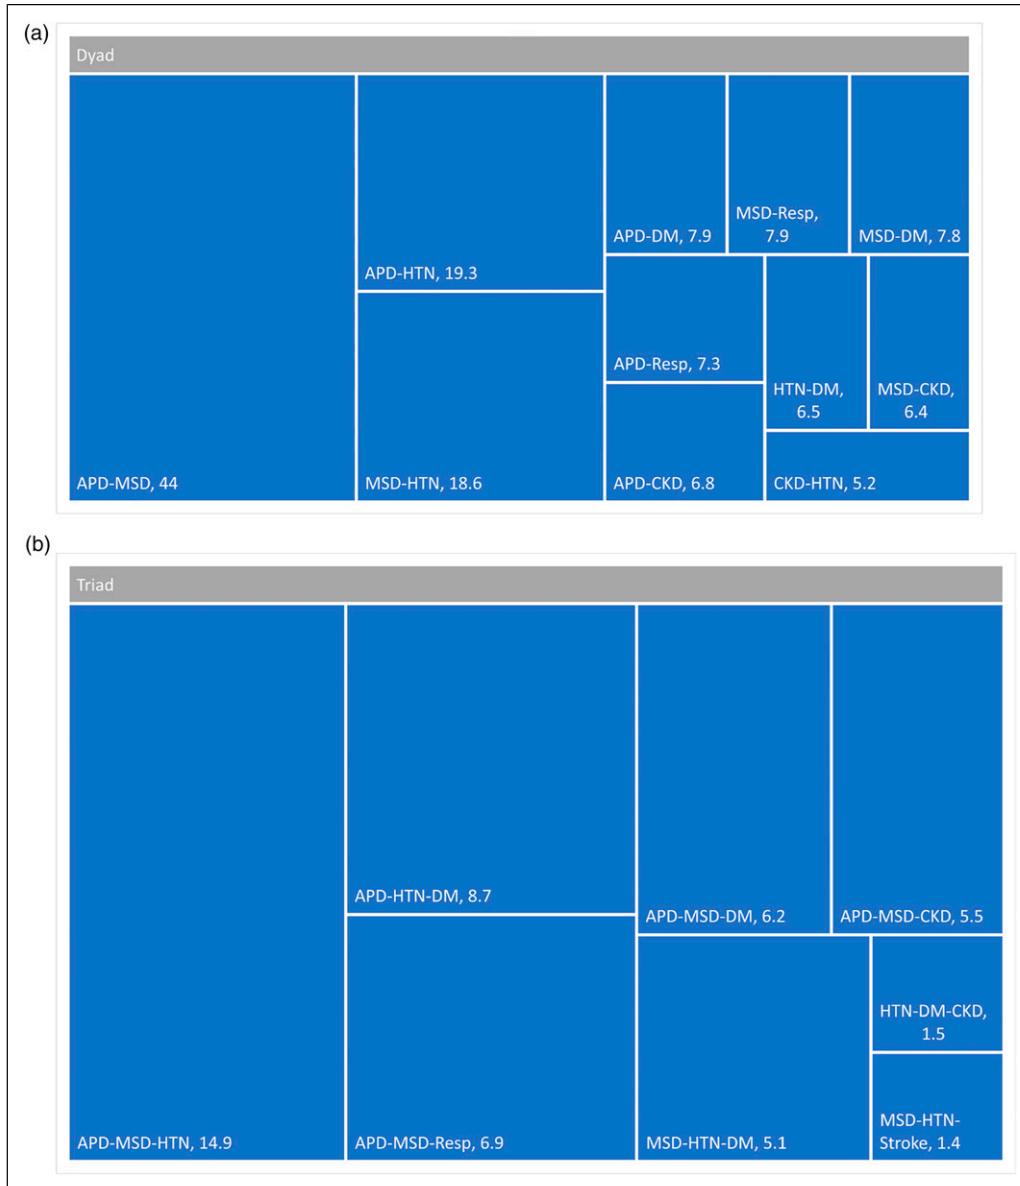 (a)
Dyad
APD-MSD, 44
APD-HTN, 19.3
MSD-HTN, 18.6
APD-DM, 7.9
MSD-Resp,
7.9
MSD-DM, 7.8
APD-Resp, 7.3
APD-CKD, 6.8
HTN-DM,
6.5
MSD-CKD,
6.4
CKD-HTN, 5.2
(b)
Triad
APD-MSD-HTN, 14.9
APD-HTN-DM, 8.7
APD-MSD-Resp, 6.9
APD-MSD-DM, 6.2
APD-MSD-CKD, 5.5
MSD-HTN-DM, 5.1
HTN-DM-CKD,
1.5
MSD-HTN-
Stroke, 1.4